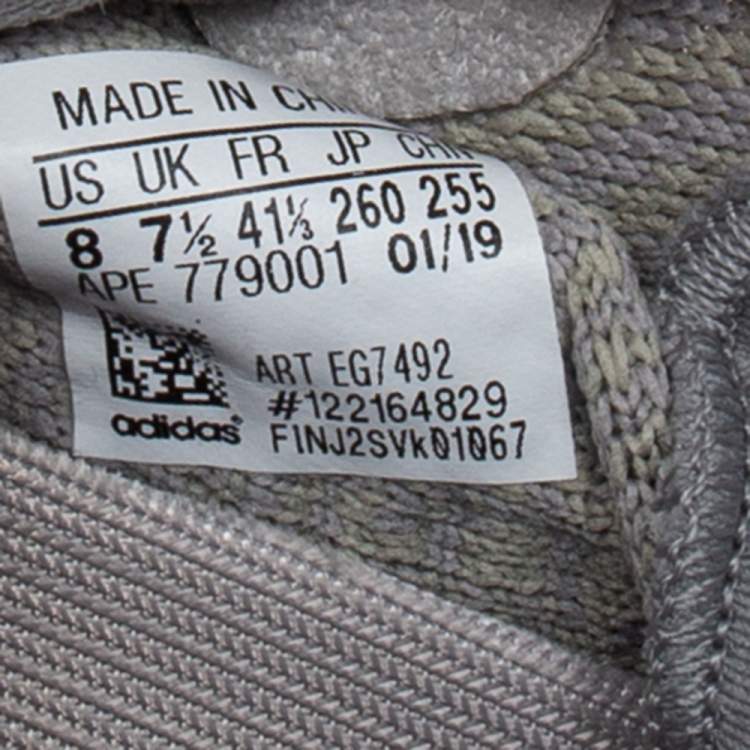 MADE IN CHI
US UK FR JP CHN
8 7½ 41⅓ 260 255
APE 779001 01/19
ART EG7492
#122164829
adidas FINJ2SVk01067